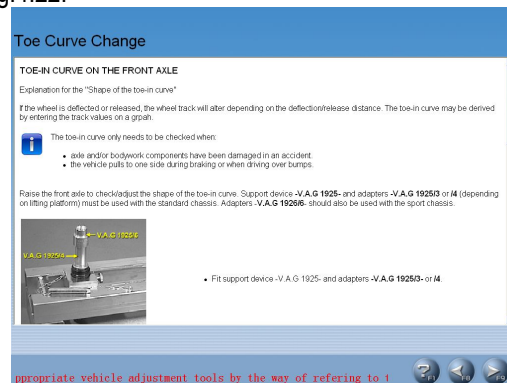 Toe Curve Change
TOE-IN CURVE ON THE FRONT AXLE
Explanation for the "Shape of the toe-in curve"
If the wheel is deflected or released, the wheel track will alter depending on the deflection/release distance. The toe-in curve may be derived
by entering the track values on a grpah.
The toe-in curve only needs to be checked when:
• axle and/or bodywork components have been damaged in an accident.
• the vehicle pulls to one side during braking or when driving over bumps.
Raise the front axle to check/adjust the shape of the toe-in curve. Support device -V.A.G 1925- and adapters -V.A.G 1925/3 or /4 (depending
on lifting platform) must be used with the standard chassis. Adapters -V.A.G 1926/6- should also be used with the sport chassis.
V.A.G 1925/6
V.A.G 1925/4
• Fit support device -V.A.G 1925- and adapters -V.A.G 1925/3- or /4.
ppropriate vehicle adjustment tools by the way of refering to t
? F1 F8 F9